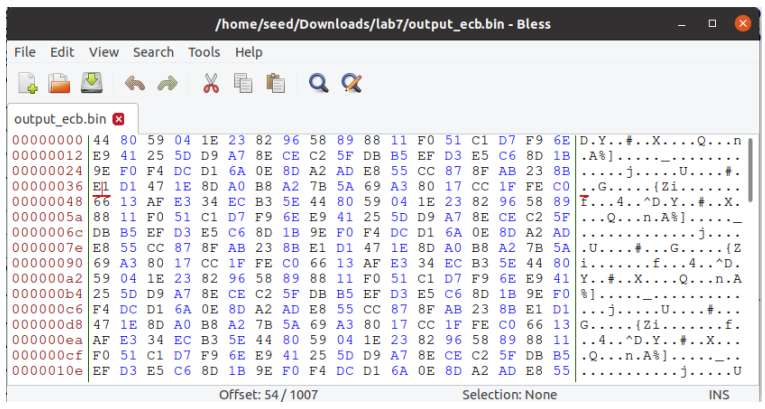 /home/seed/Downloads/lab7/output_ecb.bin - Bless
File Edit View Search Tools Help
output_ecb.bin
00000000 44 80 59 04 1E 23 82 96 58 89 88 11 F0 51 C1 D7 F9 6E D.Y..#..X....Q...n
00000012 E9 41 25 5D D9 A7 8E CE C2 5F DB B5 EF D3 E5 C6 8D 1B .A%]....._........
00000024 9E F0 F4 DC D1 6A 0E 8D A2 AD E8 55 CC 87 8F AB 23 8B .....j.....U....#.
00000036 E1 D1 47 1E 8D A0 B8 A2 7B 5A 69 A3 80 17 CC 1F FE C0 ..G.....{Zi.......
00000048 66 13 AF E3 34 EC B3 5E 44 80 59 04 1E 23 82 96 58 89 f...4..^D.Y..#..X.
0000005a 88 11 F0 51 C1 D7 F9 6E E9 41 25 5D D9 A7 8E CE C2 5F ...Q...n.A%]....._
0000006c DB B5 EF D3 E5 C6 8D 1B 9E F0 F4 DC D1 6A 0E 8D A2 AD .............j....
0000007e E8 55 CC 87 8F AB 23 8B E1 D1 47 1E 8D A0 B8 A2 7B 5A .U....#...G.....{Z
00000090 69 A3 80 17 CC 1F FE C0 66 13 AF E3 34 EC B3 5E 44 80 i.......f...4..^D.
000000a2 59 04 1E 23 82 96 58 89 88 11 F0 51 C1 D7 F9 6E E9 41 Y..#..X....Q...n.A
000000b4 25 5D D9 A7 8E CE C2 5F DB B5 EF D3 E5 C6 8D 1B 9E F0 %]....._..........
000000c6 F4 DC D1 6A 0E 8D A2 AD E8 55 CC 87 8F AB 23 8B E1 D1 ...j.....U....#...
000000d8 47 1E 8D A0 B8 A2 7B 5A 69 A3 80 17 CC 1F FE C0 66 13 G.....{Zi.......f.
000000ea AF E3 34 EC B3 5E 44 80 59 04 1E 23 82 96 58 89 88 11 ..4..^D.Y..#..X...
000000cf F0 51 C1 D7 F9 6E E9 41 25 5D D9 A7 8E CE C2 5F DB B5 .Q...n.A%]....._..
0000010e EF D3 E5 C6 8D 1B 9E F0 F4 DC D1 6A 0E 8D A2 AD E8 55 ...........j.....U
Offset: 54 / 1007 Selection: None INS